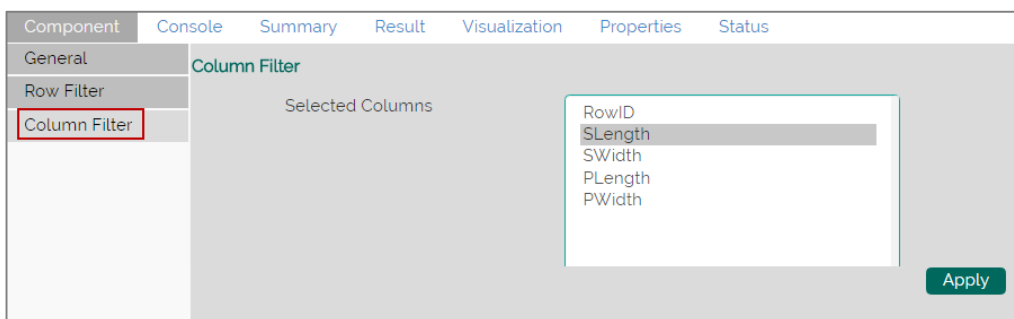 Component Console Summary Result Visualization Properties Status
General
Row Filter
Column Filter
Column Filter
Selected Columns
RowID
SLength
SWidth
PLength
PWidth
Apply